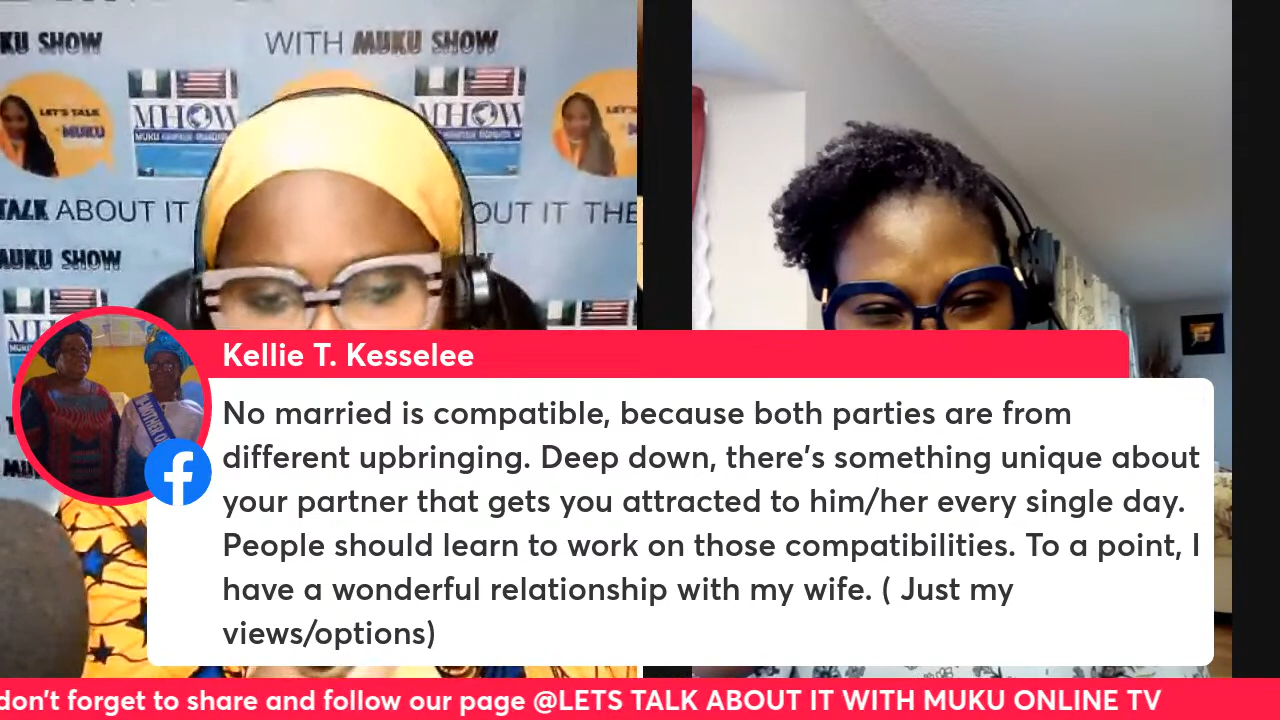 KU SHOW
WITH MUKU SHOW
LET'S TALK
MUKU
MHOW
MHOW
LET'S
TALK ABOUT IT
OUT IT THE
MUKU SHOW
Kellie T. Kesselee
No married is compatible, because both parties are from
different upbringing. Deep down, there's something unique about
your partner that gets you attracted to him/her every single day.
People should learn to work on those compatibilities. To a point, I
have a wonderful relationship with my wife. ( Just my
views/options)
don't forget to share and follow our page @LETS TALK ABOUT IT WITH MUKU ONLINE TV